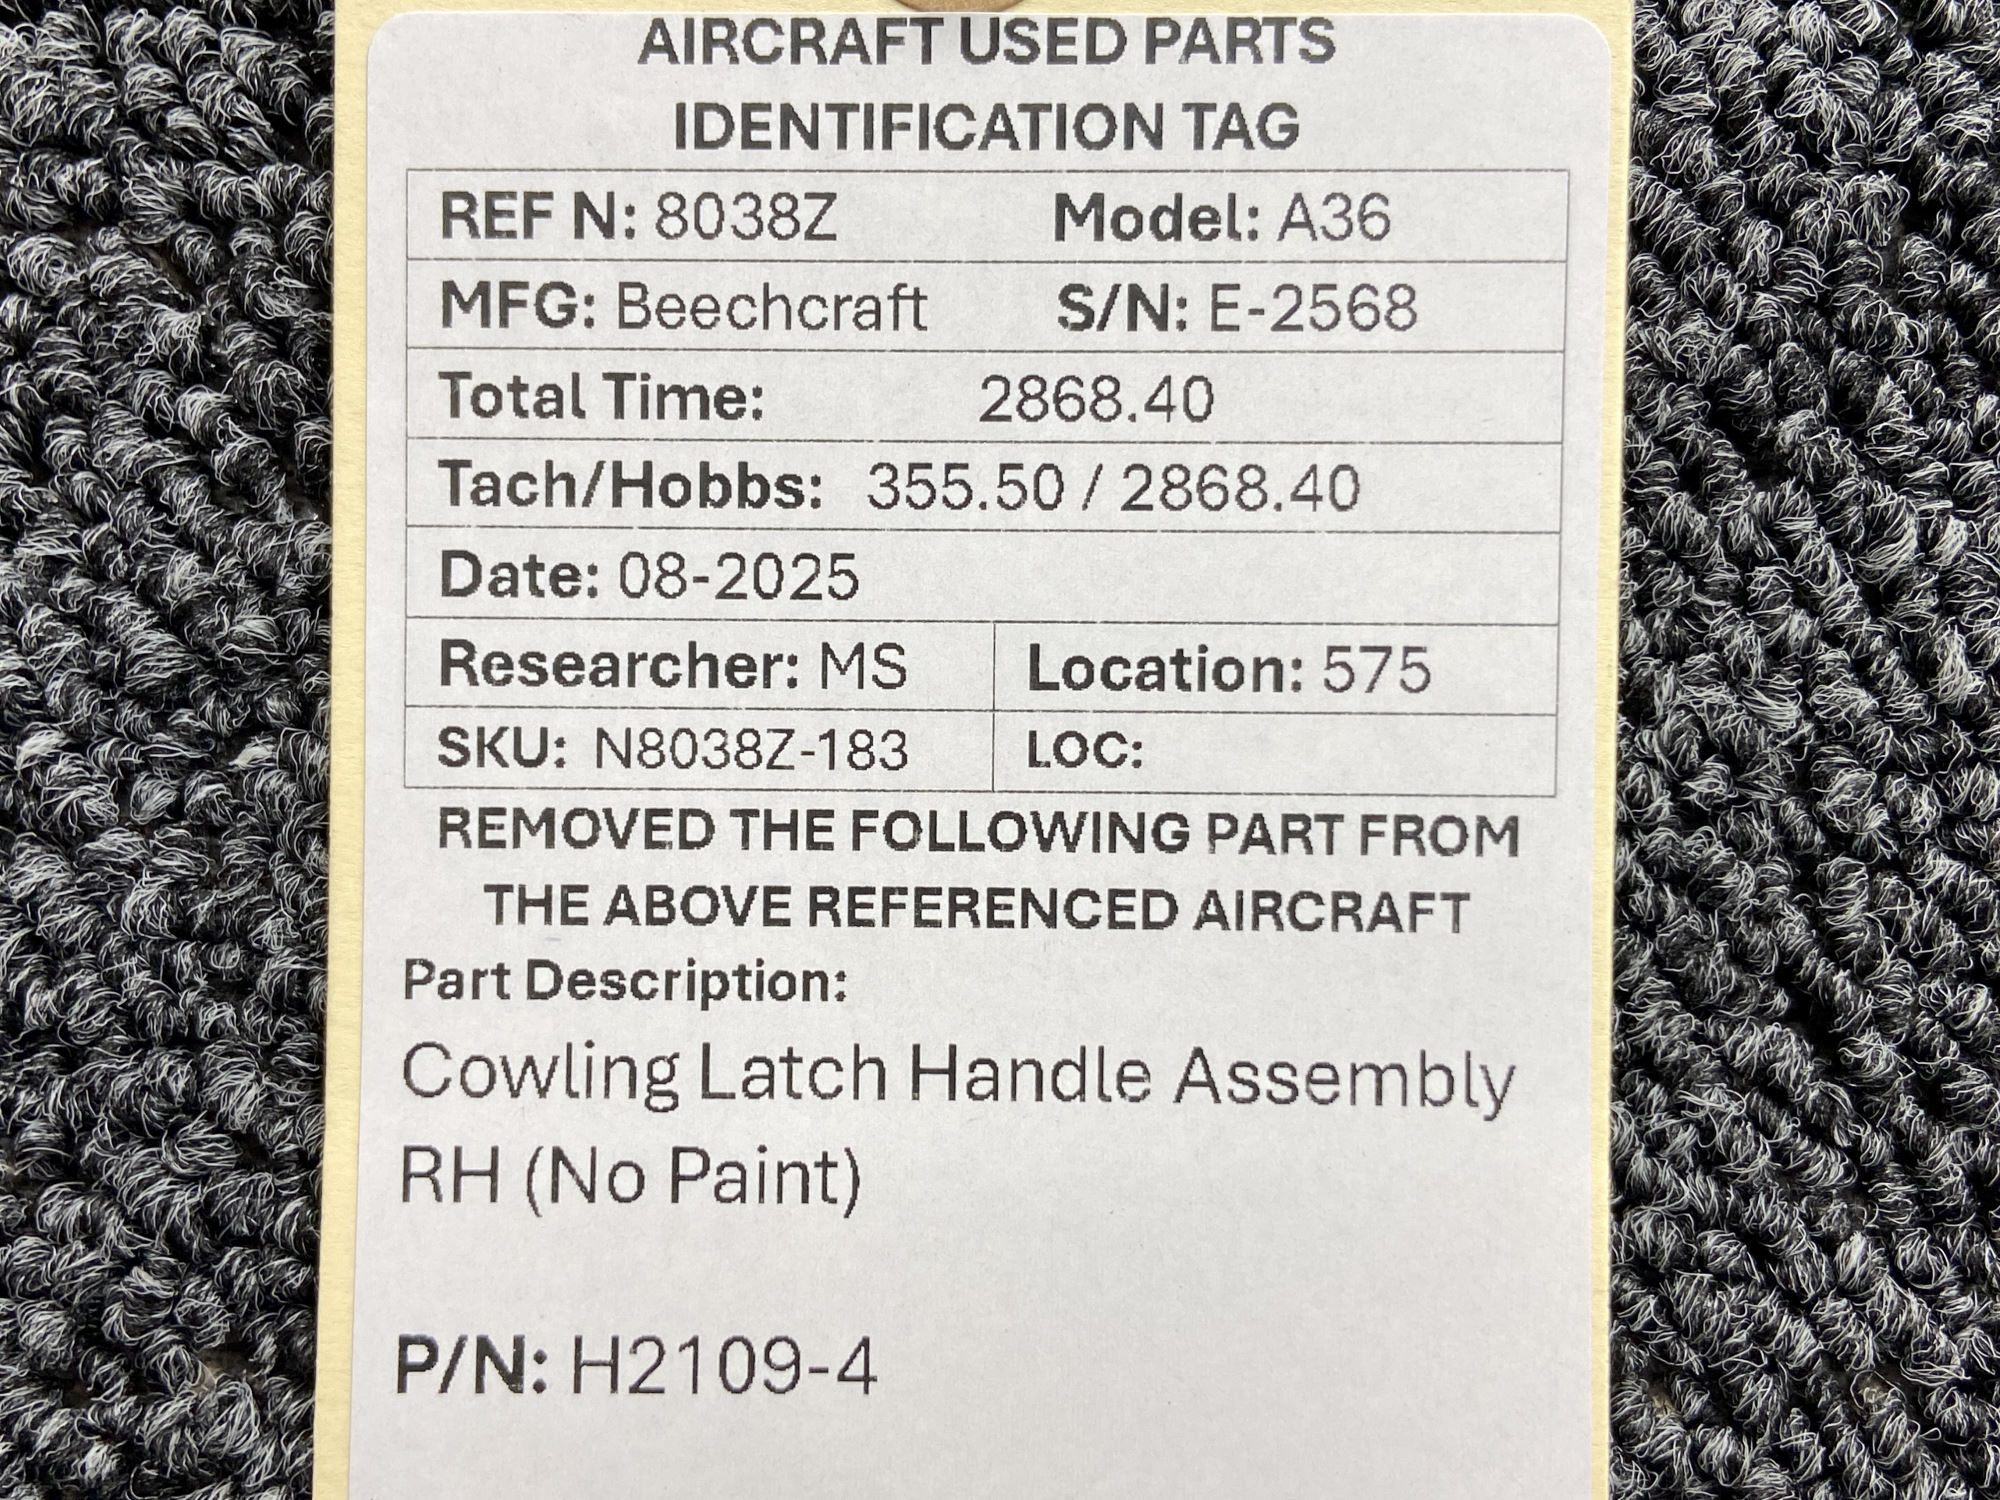 AIRCRAFT USED PARTS
IDENTIFICATION TAG
REF N: 8038Z Model: A36
MFG: Beechcraft S/N: E-2568
Total Time: 2868.40
Tach/Hobbs: 355.50 / 2868.40
Date: 08-2025
Researcher: MS Location: 575
SKU: N8038Z-183 LOC:
REMOVED THE FOLLOWING PART FROM
THE ABOVE REFERENCED AIRCRAFT
Part Description:
Cowling Latch Handle Assembly
RH (No Paint)
P/N: H2109-4